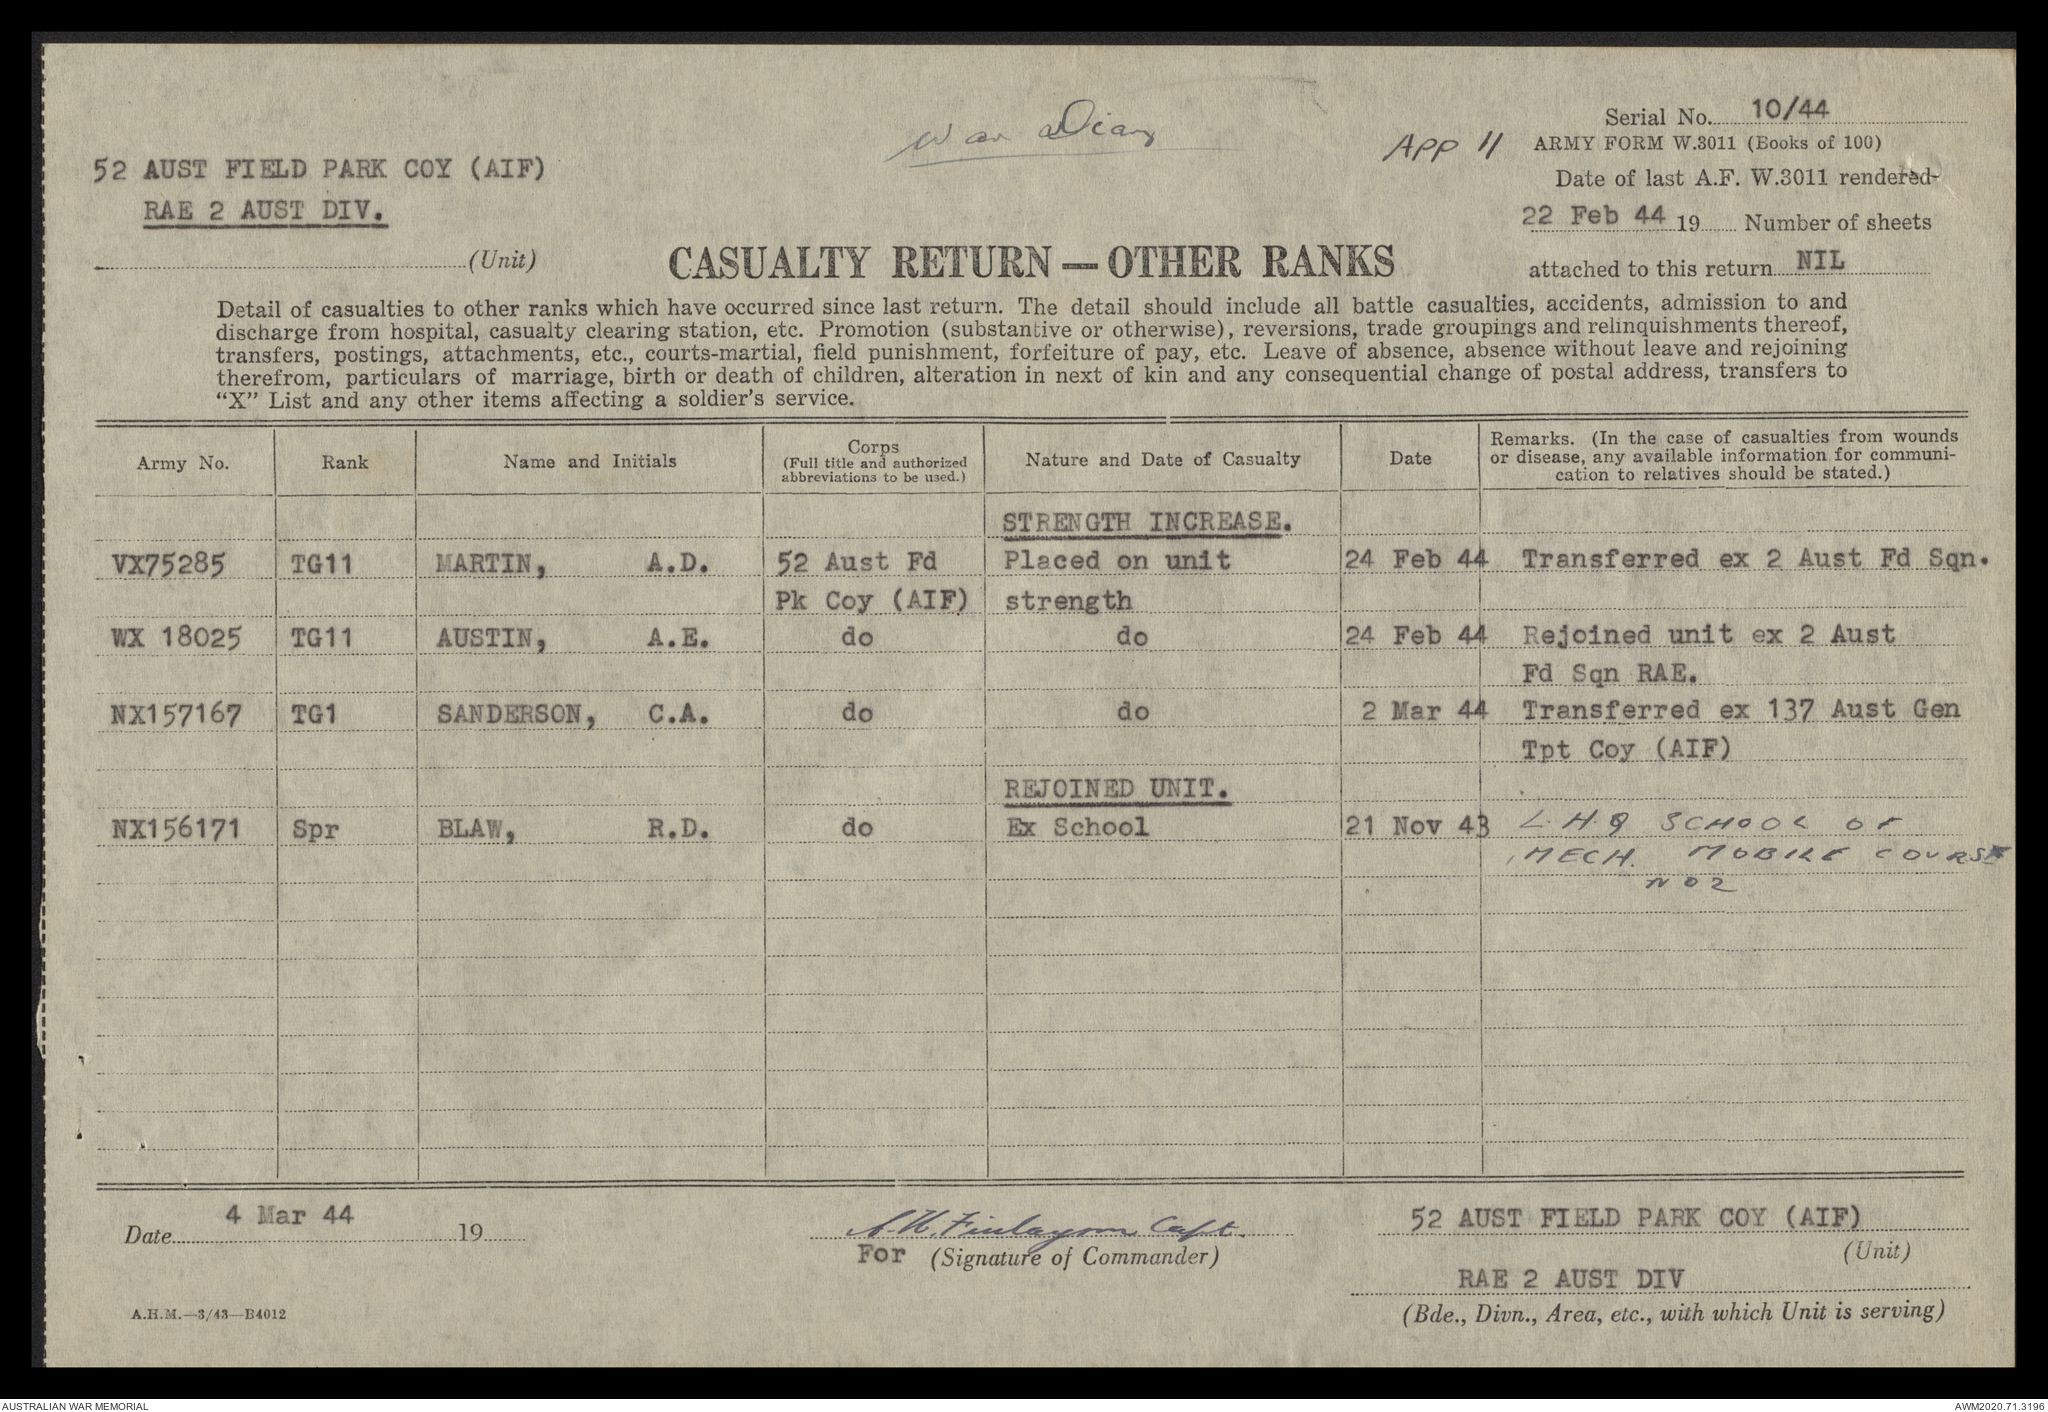 War Diary
APP 11
Serial No. 10/44
ARMY FORM W.3011 (Books of 100)
52 AUST FIELD PARK COY (AIF)
RAE 2 AUST DIV.
(Unit)
Date of last A.F. W.3011 rendered
22 Feb 44 19 Number of sheets
attached to this return NIL
CASUALTY RETURN — OTHER RANKS
Detail of casualties to other ranks which have occurred since last return. The detail should include all battle casualties, accidents, admission to and
discharge from hospital, casualty clearing station, etc. Promotion (substantive or otherwise), reversions, trade groupings and relinquishments thereof,
transfers, postings, attachments, etc., courts-martial, field punishment, forfeiture of pay, etc. Leave of absence, absence without leave and rejoining
therefrom, particulars of marriage, birth or death of children, alteration in next of kin and any consequential change of postal address, transfers to
"X" List and any other items affecting a soldier's service.
Army No. Rank Name and Initials Corps (Full title and authorized abbreviations to be used.) Nature and Date of Casualty Date Remarks. (In the case of casualties from wounds or disease, any available information for communi-cation to relatives should be stated.)
STRENGTH INCREASE.
VX75285 TG11 MARTIN, A.D. 52 Aust Fd Placed on unit 24 Feb 44 Transferred ex 2 Aust Fd Sqn.
Pk Coy (AIF) strength
WX 18025 TG11 AUSTIN, A.E. do do 24 Feb 44 Rejoined unit ex 2 Aust
Fd Sqn RAE.
NX157167 TG1 SANDERSON, C.A. do do 2 Mar 44 Transferred ex 137 Aust Gen
Tpt Coy (AIF)
REJOINED UNIT.
NX156171 Spr BLAW, R.D. do Ex School 21 Nov 43 L.H.Q SCHOOL OF
MECH. MOBILE COURSE
NO2
Date 4 Mar 44 19
A.H. Finlayson Capt.
For (Signature of Commander)
52 AUST FIELD PARK COY (AIF)
(Unit)
RAE 2 AUST DIV
(Bde., Divn., Area, etc., with which Unit is serving)
A.H.M.—3/43—B4012
AUSTRALIAN WAR MEMORIAL
AWM2020.71.3196